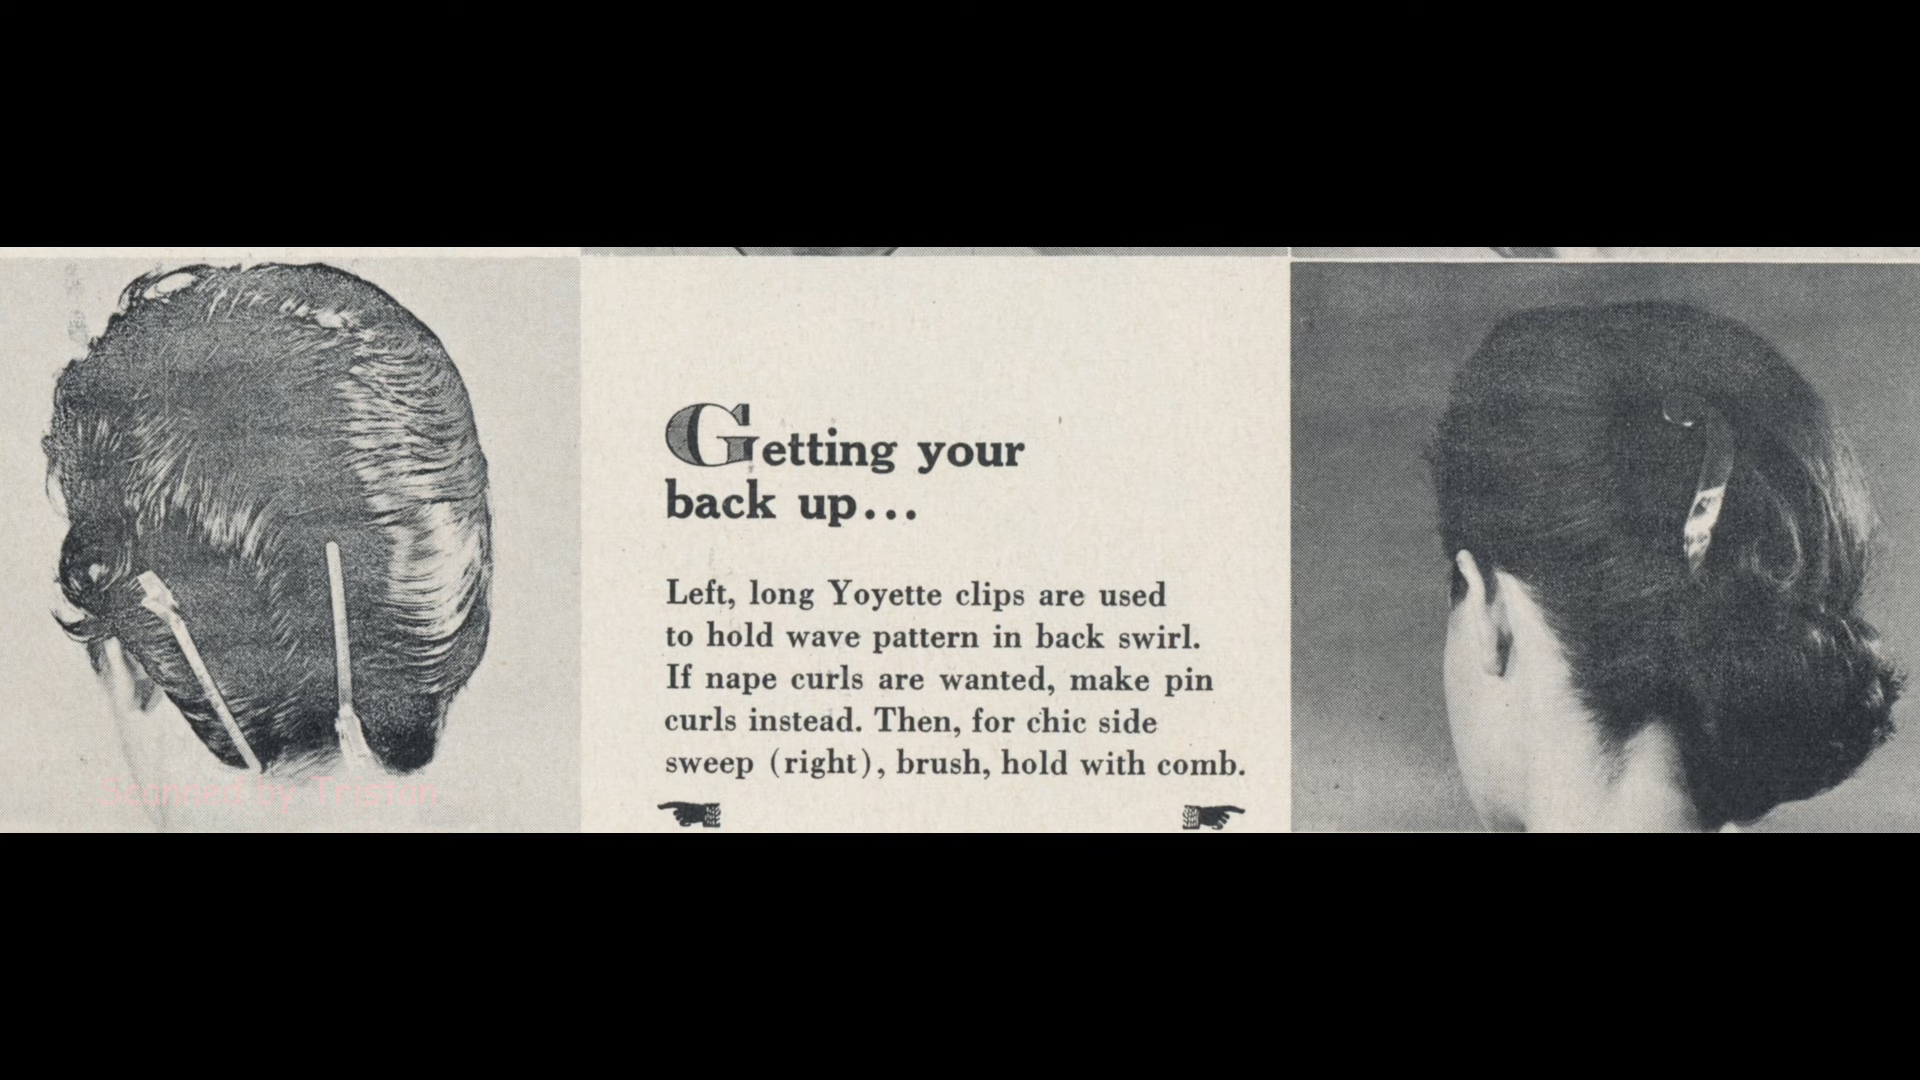 Getting your
back up...
Left, long Yoyette clips are used
to hold wave pattern in back swirl.
If nape curls are wanted, make pin
curls instead. Then, for chic side
sweep (right), brush, hold with comb.
Scanned by Tristan